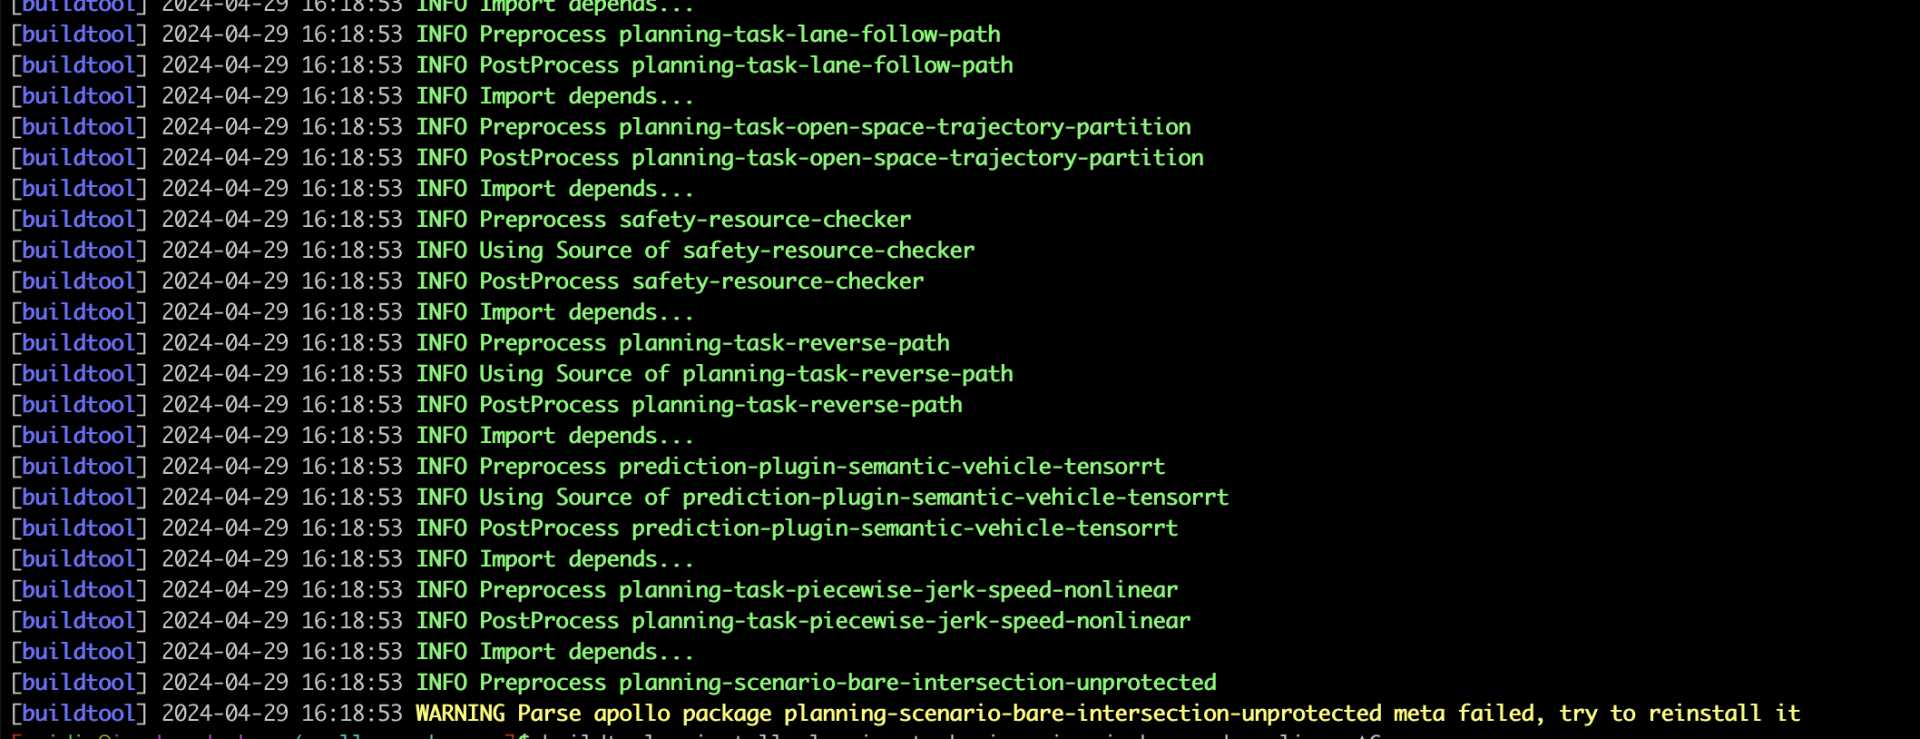 [buildtool] 2024-04-29 16:18:53 INFO Import depends...
[buildtool] 2024-04-29 16:18:53 INFO Preprocess planning-task-lane-follow-path
[buildtool] 2024-04-29 16:18:53 INFO PostProcess planning-task-lane-follow-path
[buildtool] 2024-04-29 16:18:53 INFO Import depends...
[buildtool] 2024-04-29 16:18:53 INFO Preprocess planning-task-open-space-trajectory-partition
[buildtool] 2024-04-29 16:18:53 INFO PostProcess planning-task-open-space-trajectory-partition
[buildtool] 2024-04-29 16:18:53 INFO Import depends...
[buildtool] 2024-04-29 16:18:53 INFO Preprocess safety-resource-checker
[buildtool] 2024-04-29 16:18:53 INFO Using Source of safety-resource-checker
[buildtool] 2024-04-29 16:18:53 INFO PostProcess safety-resource-checker
[buildtool] 2024-04-29 16:18:53 INFO Import depends...
[buildtool] 2024-04-29 16:18:53 INFO Preprocess planning-task-reverse-path
[buildtool] 2024-04-29 16:18:53 INFO Using Source of planning-task-reverse-path
[buildtool] 2024-04-29 16:18:53 INFO PostProcess planning-task-reverse-path
[buildtool] 2024-04-29 16:18:53 INFO Import depends...
[buildtool] 2024-04-29 16:18:53 INFO Preprocess prediction-plugin-semantic-vehicle-tensorrt
[buildtool] 2024-04-29 16:18:53 INFO Using Source of prediction-plugin-semantic-vehicle-tensorrt
[buildtool] 2024-04-29 16:18:53 INFO PostProcess prediction-plugin-semantic-vehicle-tensorrt
[buildtool] 2024-04-29 16:18:53 INFO Import depends...
[buildtool] 2024-04-29 16:18:53 INFO Preprocess planning-task-piecewise-jerk-speed-nonlinear
[buildtool] 2024-04-29 16:18:53 INFO PostProcess planning-task-piecewise-jerk-speed-nonlinear
[buildtool] 2024-04-29 16:18:53 INFO Import depends...
[buildtool] 2024-04-29 16:18:53 INFO Preprocess planning-scenario-bare-intersection-unprotected
[buildtool] 2024-04-29 16:18:53 WARNING Parse apollo package planning-scenario-bare-intersection-unprotected meta failed, try to reinstall it